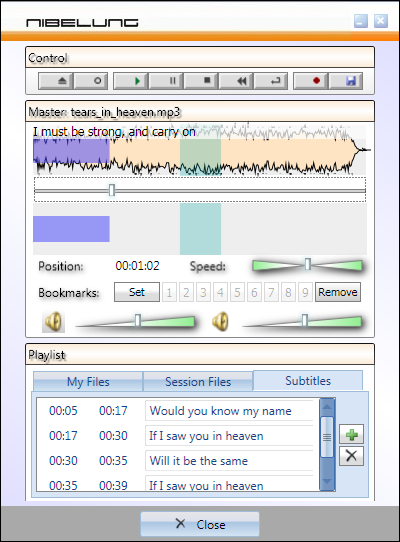 NIBELUNG
Control
Master: tears_in_heaven.mp3
I must be strong, and carry on
Position: 00:01:02 Speed:
Bookmarks: Set 1 2 3 4 5 6 7 8 9 Remove
Playlist
My Files Session Files Subtitles
00:05 00:17 Would you know my name
00:17 00:30 If I saw you in heaven
00:30 00:35 Will it be the same
00:35 00:39 If I saw you in heaven
Close